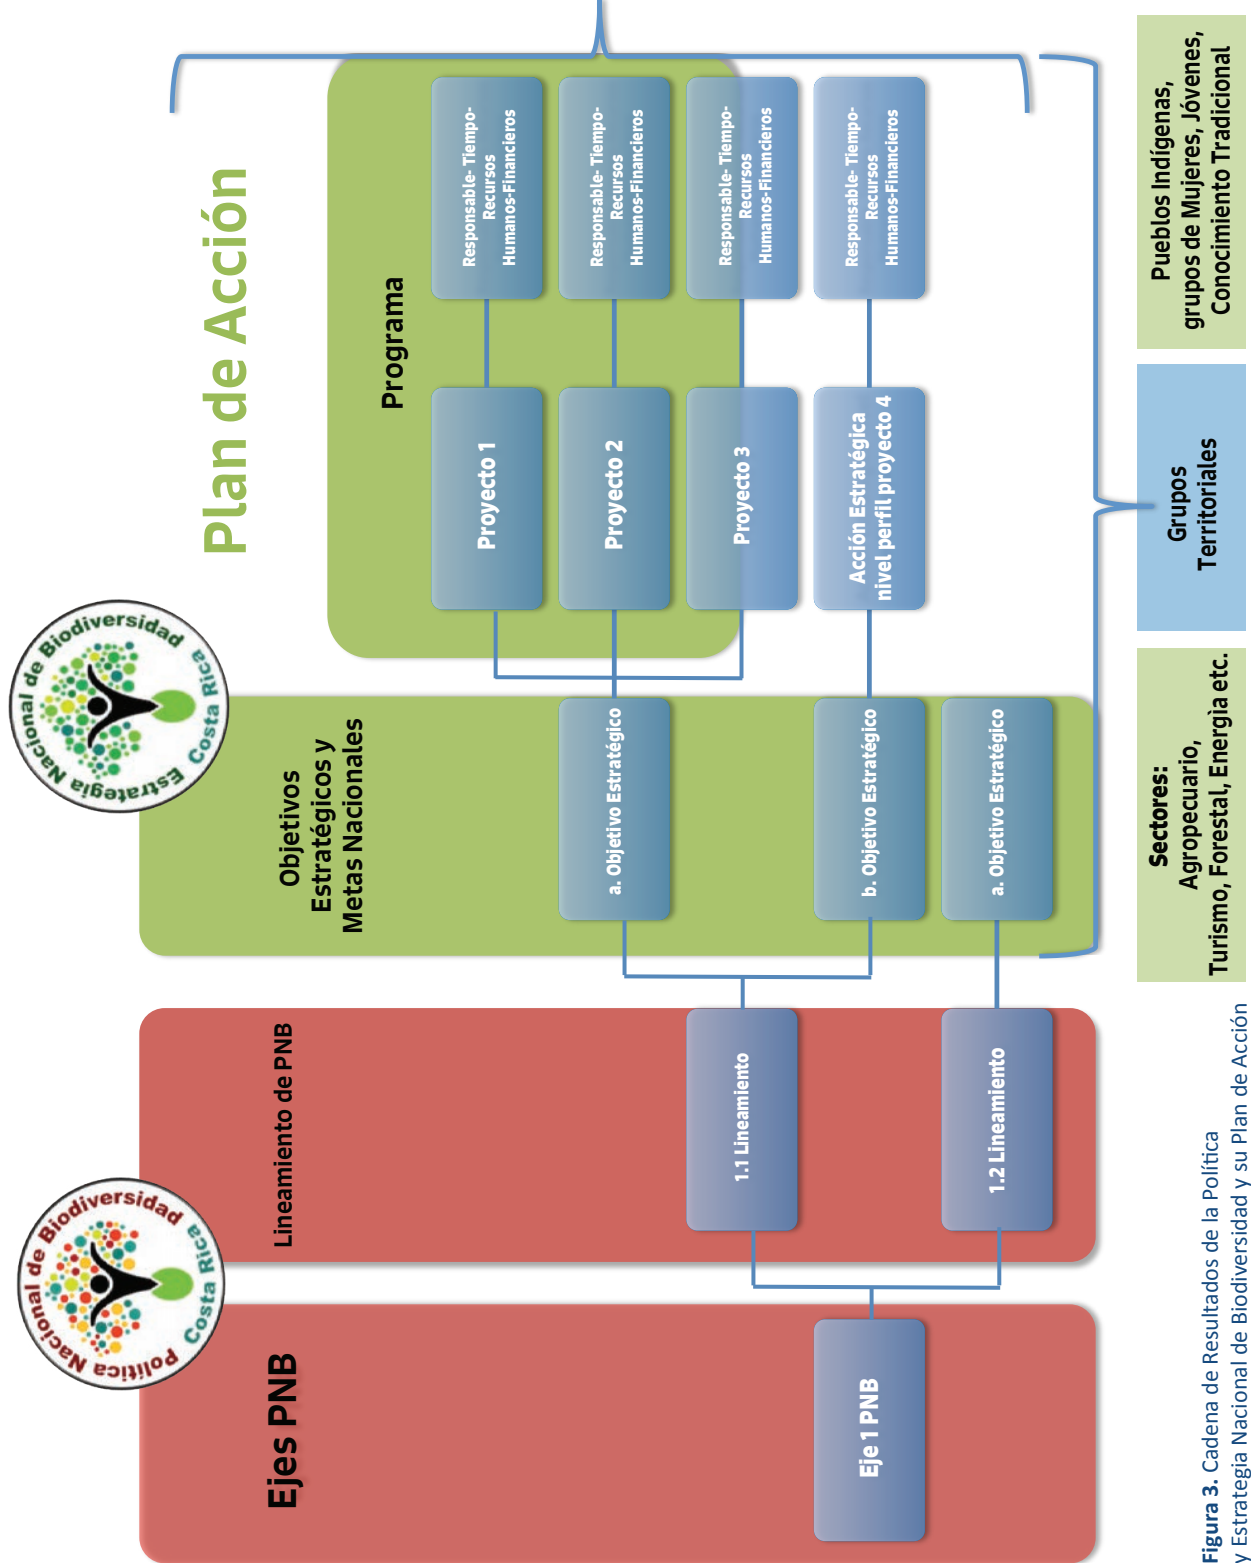 Política Nacional de Biodiversidad
Costa Rica
Estrategia Nacional de Biodiversidad
Costa Rica
Plan de Acción
Ejes PNB
Eje 1 PNB
Lineamiento de PNB
1.1 Lineamiento
1.2 Lineamiento
Objetivos
Estratégicos y
Metas Nacionales
a. Objetivo Estratégico
b. Objetivo Estratégico
a. Objetivo Estratégico
Programa
Proyecto 1
Responsable- Tiempo-
Recursos
Humanos-Financieros
Proyecto 2
Responsable- Tiempo-
Recursos
Humanos-Financieros
Proyecto 3
Responsable- Tiempo-
Recursos
Humanos-Financieros
Acción Estratégica
nivel perfil proyecto 4
Responsable- Tiempo-
Recursos
Humanos-Financieros
Sectores:
Agropecuario,
Turismo, Forestal, Energìa etc.
Grupos
Territoriales
Pueblos Indígenas,
grupos de Mujeres, Jóvenes,
Conocimiento Tradicional
Figura 3. Cadena de Resultados de la Política
y Estrategia Nacional de Biodiversidad y su Plan de Acción